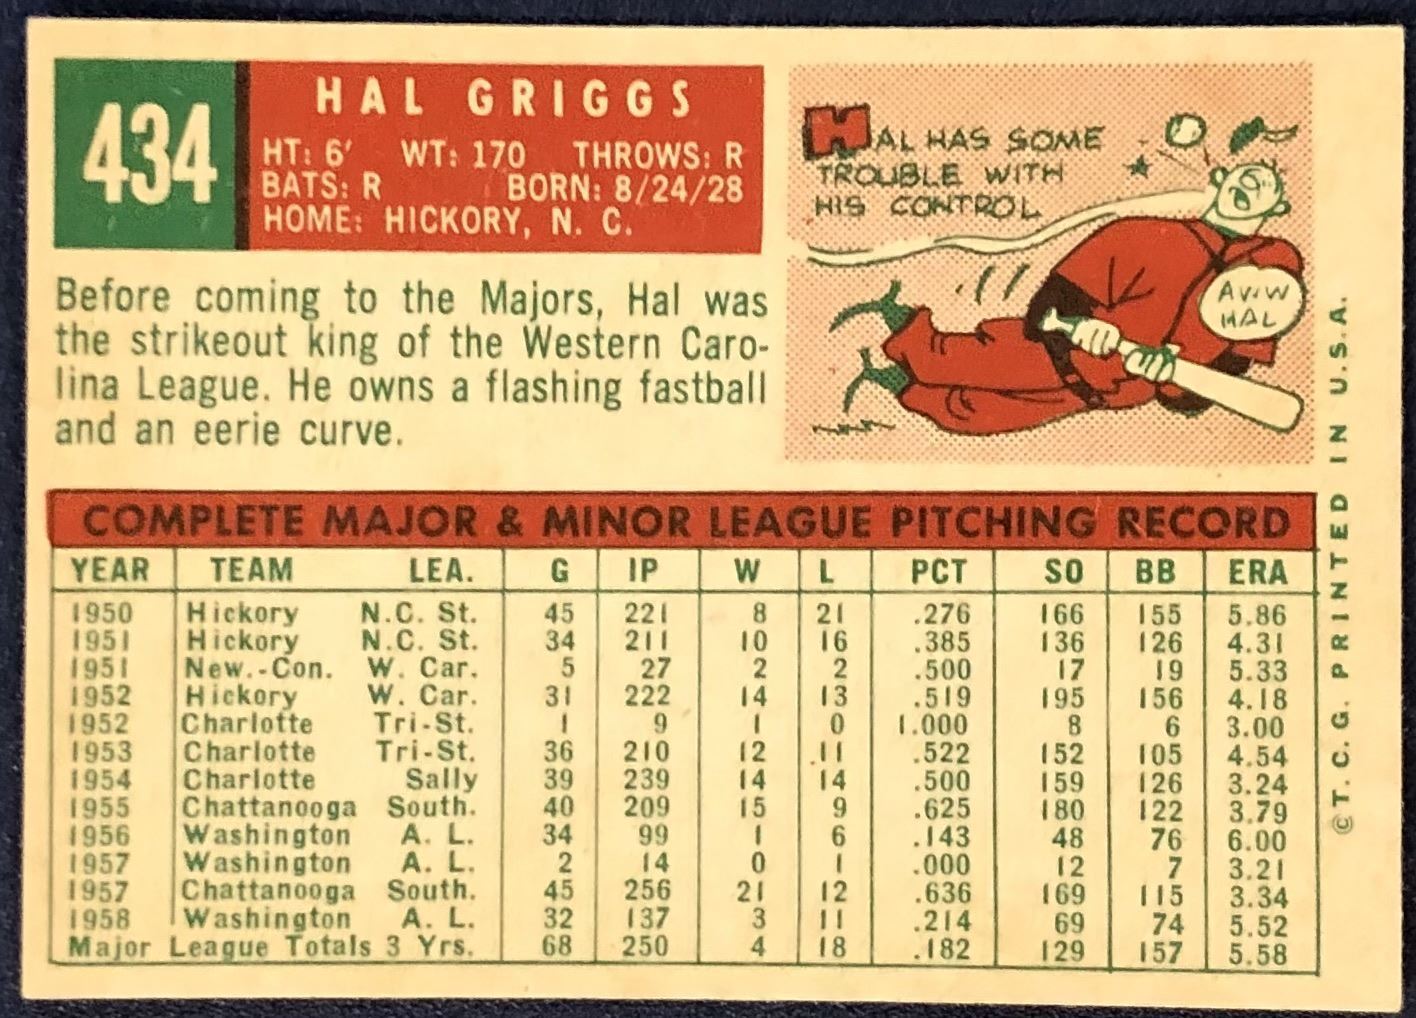 434
HAL GRIGGS
HT: 6' WT: 170 THROWS: R
BATS: R BORN: 8/24/28
HOME: HICKORY, N. C.
HAL HAS SOME
TROUBLE WITH
HIS CONTROL
AWW
HAL
Before coming to the Majors, Hal was
the strikeout king of the Western Caro-
lina League. He owns a flashing fastball
and an eerie curve.
COMPLETE MAJOR & MINOR LEAGUE PITCHING RECORD
YEAR TEAM LEA. G IP W L PCT SO BB ERA
1950 Hickory N.C. St. 45 221 8 21 .276 166 155 5.86
1951 Hickory N.C. St. 34 211 10 16 .385 136 126 4.31
1951 New.-Con. W. Car. 5 27 2 2 .500 17 19 5.33
1952 Hickory W. Car. 31 222 14 13 .519 195 156 4.18
1952 Charlotte Tri-St. 1 9 1 0 1.000 8 6 3.00
1953 Charlotte Tri-St. 36 210 12 11 .522 152 105 4.54
1954 Charlotte Sally 39 239 14 14 .500 159 126 3.24
1955 Chattanooga South. 40 209 15 9 .625 180 122 3.79
1956 Washington A. L. 34 99 1 6 .143 48 76 6.00
1957 Washington A. L. 2 14 0 1 .000 12 7 3.21
1957 Chattanooga South. 45 256 21 12 .636 169 115 3.34
1958 Washington A. L. 32 137 3 11 .214 69 74 5.52
Major League Totals 3 Yrs. 68 250 4 18 .182 129 157 5.58
©T. C. G. PRINTED IN U.S.A.